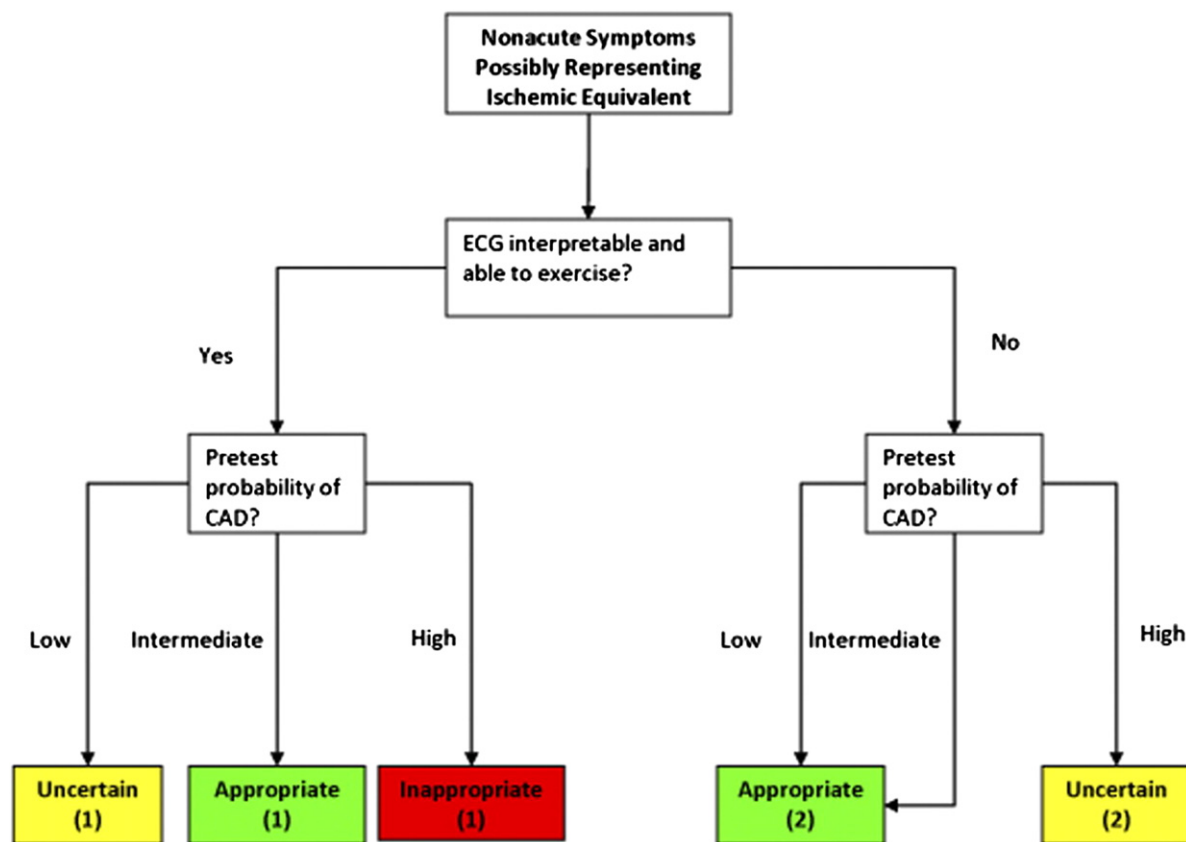 Nonacute Symptoms
Possibly Representing
Ischemic Equivalent
ECG interpretable and
able to exercise?
Yes
No
Pretest
probability of
CAD?
Pretest
probability of
CAD?
Low
Intermediate
High
Low
Intermediate
High
Uncertain
(1)
Appropriate
(1)
Inappropriate
(1)
Appropriate
(2)
Uncertain
(2)